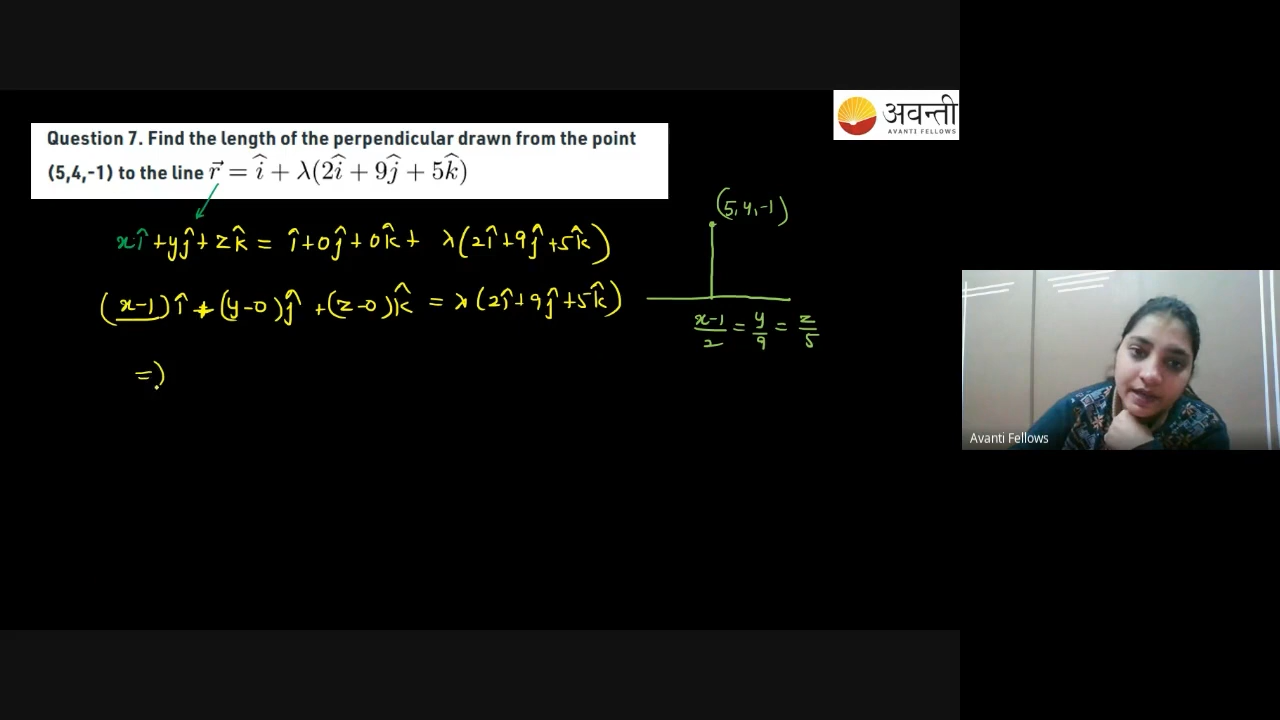 अवन्ती
AVANTI FELLOWS
Question 7. Find the length of the perpendicular drawn from the point
(5,4,-1) to the line r⃗ = î + λ(2î + 9ĵ + 5k̂)
(5,4,-1)
xî + yĵ + zk̂ = î + 0ĵ + 0k̂ + λ(2î + 9ĵ + 5k̂)
(x-1)î + (y-0)ĵ + (z-0)k̂ = λ(2î + 9ĵ + 5k̂)
x-1/2 = y/9 = z/5
=)
Avanti Fellows